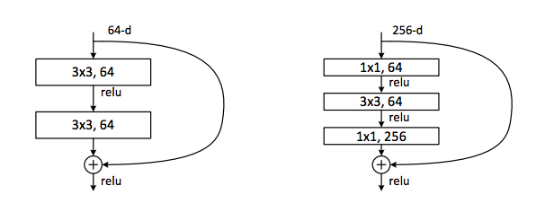 64-d
3x3, 64
relu
3x3, 64
+
relu
256-d
1x1, 64
relu
3x3, 64
relu
1x1, 256
+
relu